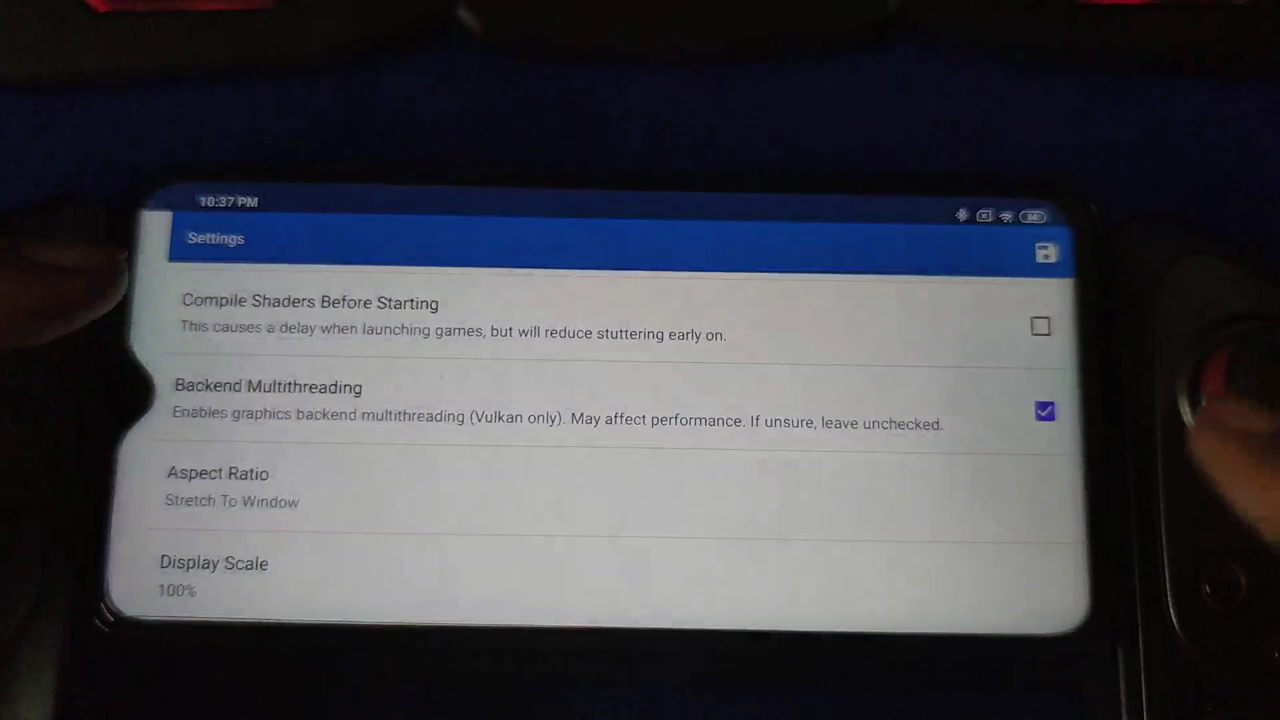 10:37 PM
Settings
Compile Shaders Before Starting
This causes a delay when launching games, but will reduce stuttering early on.
Backend Multithreading
Enables graphics backend multithreading (Vulkan only). May affect performance. If unsure, leave unchecked.
Aspect Ratio
Stretch To Window
Display Scale
100%